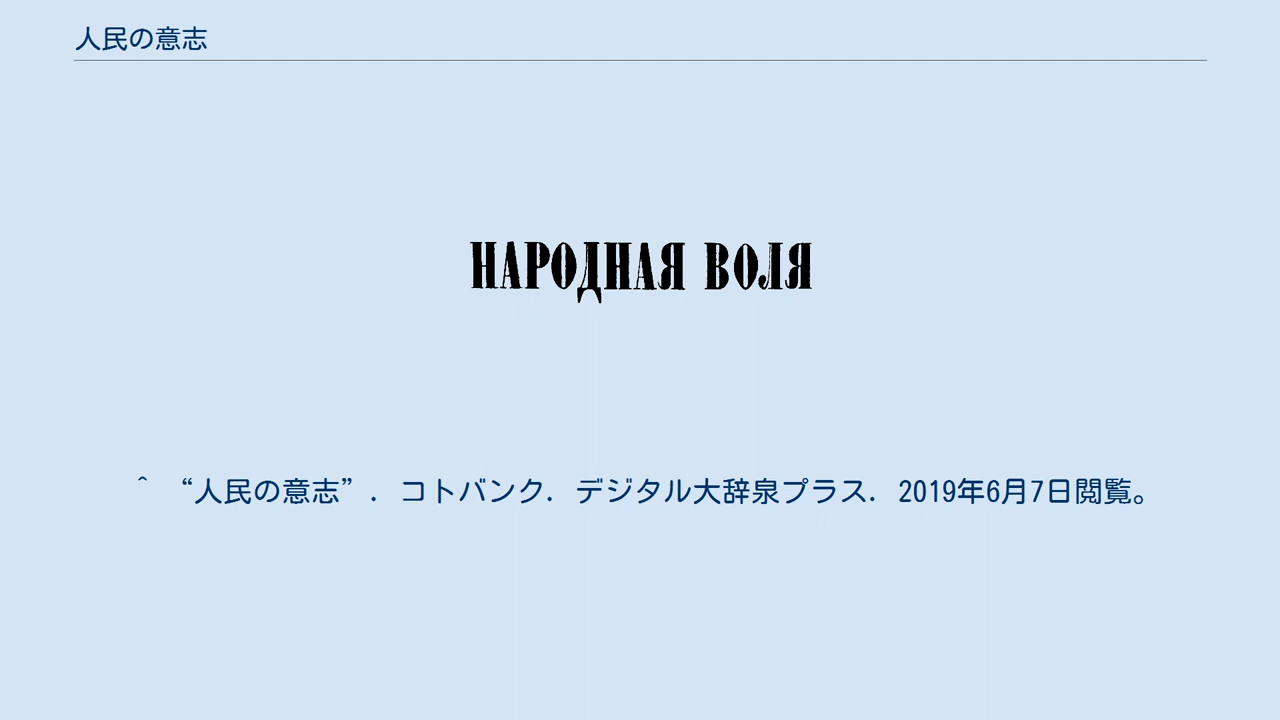 人民の意志
НАРОДНАЯ ВОЛЯ
^ “人民の意志”. コトバンク. デジタル大辞泉プラス. 2019年6月7日閲覧。